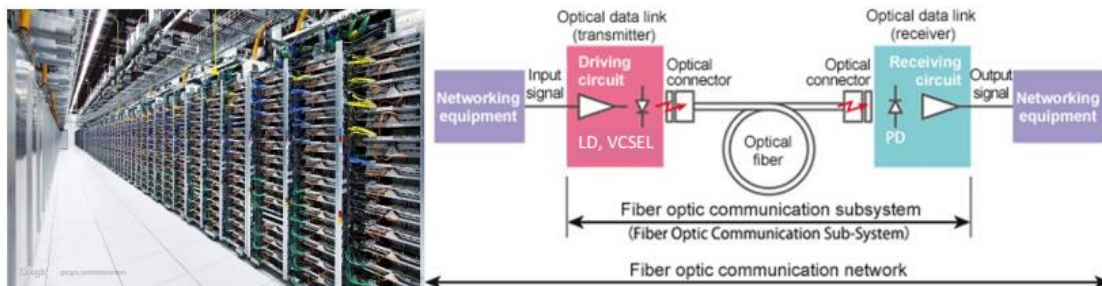 Google
Optical data link
(transmitter)
Optical data link
(receiver)
Networking
equipment
Input
signal
Driving
circuit
LD, VCSEL
Optical
connector
Optical
fiber
Optical
connector
Receiving
circuit
PD
Output
signal
Networking
equipment
Fiber optic communication subsystem
(Fiber Optic Communication Sub-System)
Fiber optic communication network